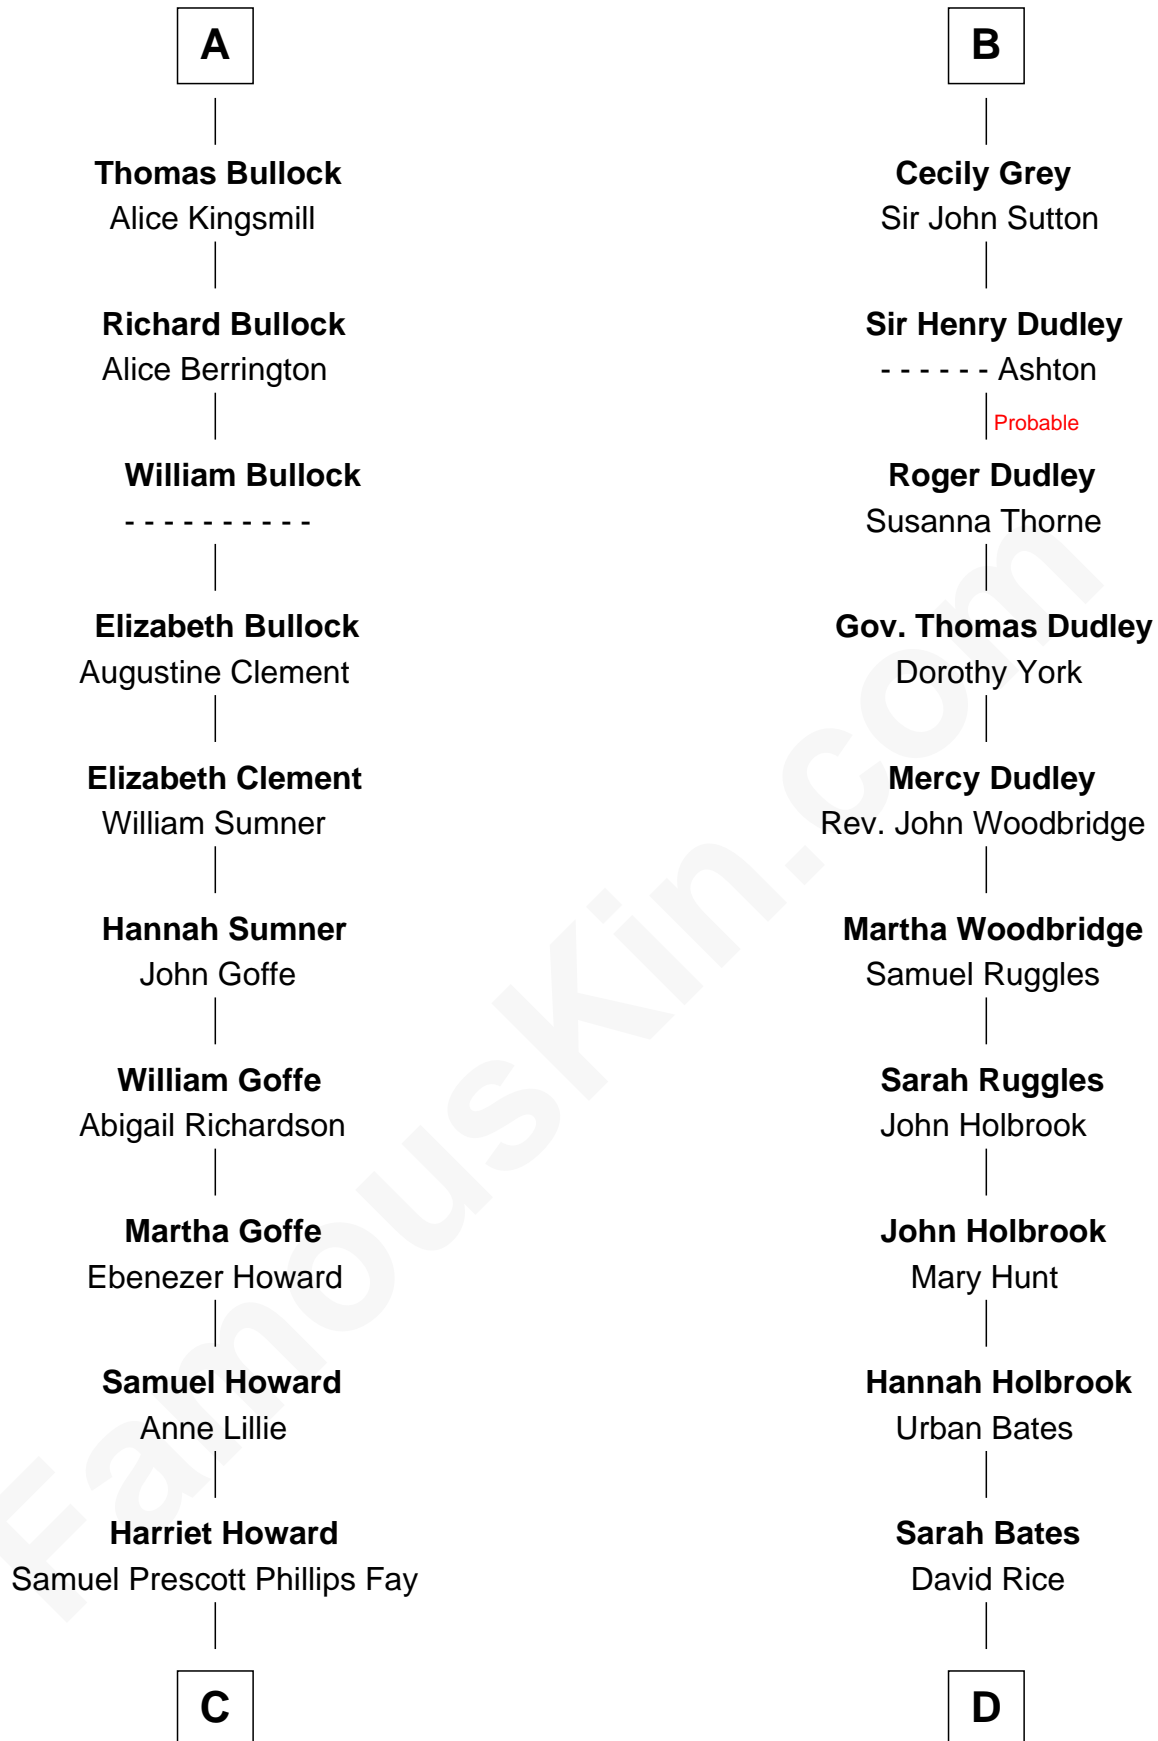 A
Thomas Bullock
Alice Kingsmill
Richard Bullock
Alice Berrington
William Bullock
- - - - - - - - - -
Elizabeth Bullock
Augustine Clement
Elizabeth Clement
William Sumner
Hannah Sumner
John Goffe
William Goffe
Abigail Richardson
Martha Goffe
Ebenezer Howard
Samuel Howard
Anne Lillie
Harriet Howard
Samuel Prescott Phillips Fay
C
B
Cecily Grey
Sir John Sutton
Sir Henry Dudley
- - - - - - Ashton
Probable
Roger Dudley
Susanna Thorne
Gov. Thomas Dudley
Dorothy York
Mercy Dudley
Rev. John Woodbridge
Martha Woodbridge
Samuel Ruggles
Sarah Ruggles
John Holbrook
John Holbrook
Mary Hunt
Hannah Holbrook
Urban Bates
Sarah Bates
David Rice
D
FamousKin.com